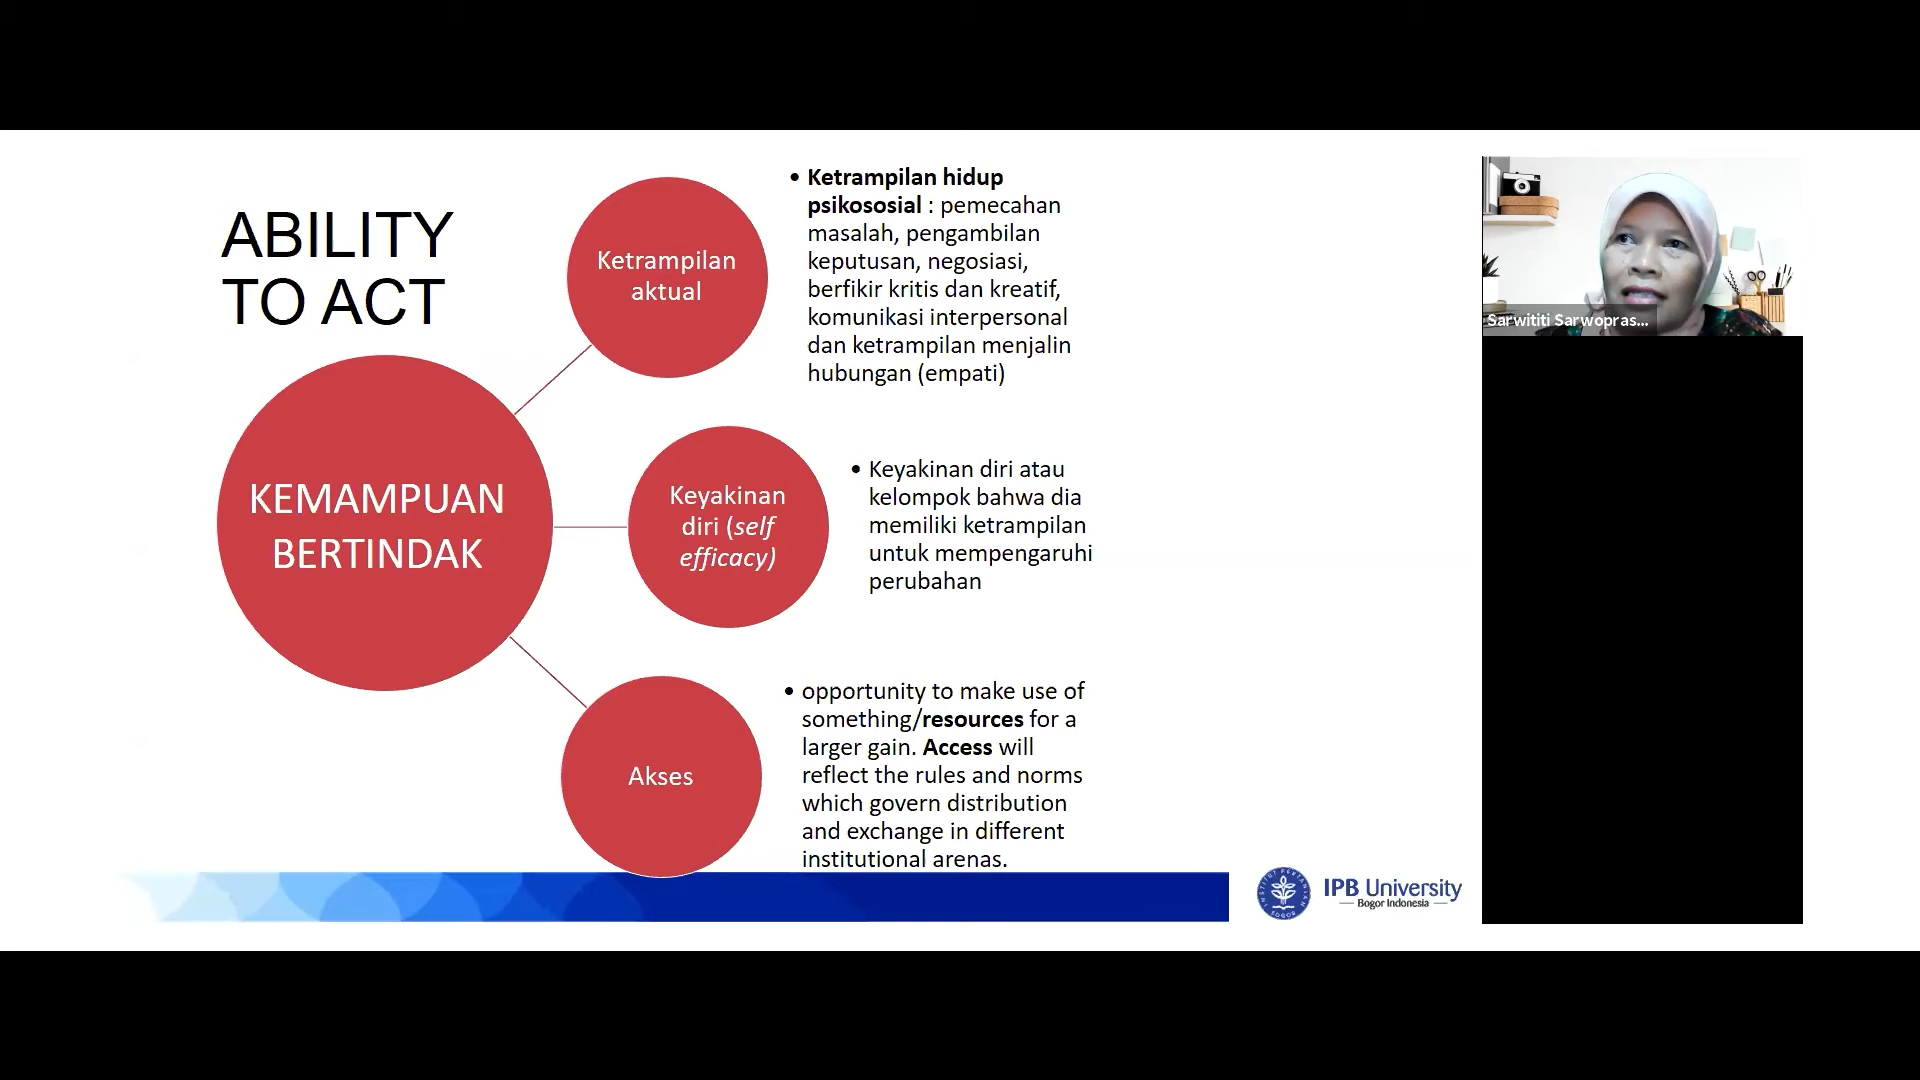 ABILITY
TO ACT
KEMAMPUAN
BERTINDAK
Ketrampilan
aktual
• Ketrampilan hidup
psikososial : pemecahan
masalah, pengambilan
keputusan, negosiasi,
berfikir kritis dan kreatif,
komunikasi interpersonal
dan ketrampilan menjalin
hubungan (empati)
Keyakinan
diri (self
efficacy)
• Keyakinan diri atau
kelompok bahwa dia
memiliki ketrampilan
untuk mempengaruhi
perubahan
Akses
• opportunity to make use of
something/resources for a
larger gain. Access will
reflect the rules and norms
which govern distribution
and exchange in different
institutional arenas.
Sarwititi Sarwopras...
INSTITUT PERTANIAN
BOGOR
IPB University
Bogor Indonesia